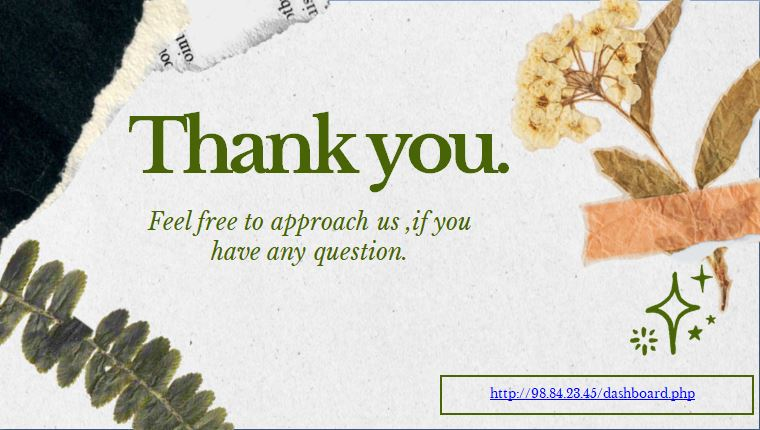 Thank you.
Feel free to approach us ,if you
have any question.
http://98.84.23.45/dashboard.php